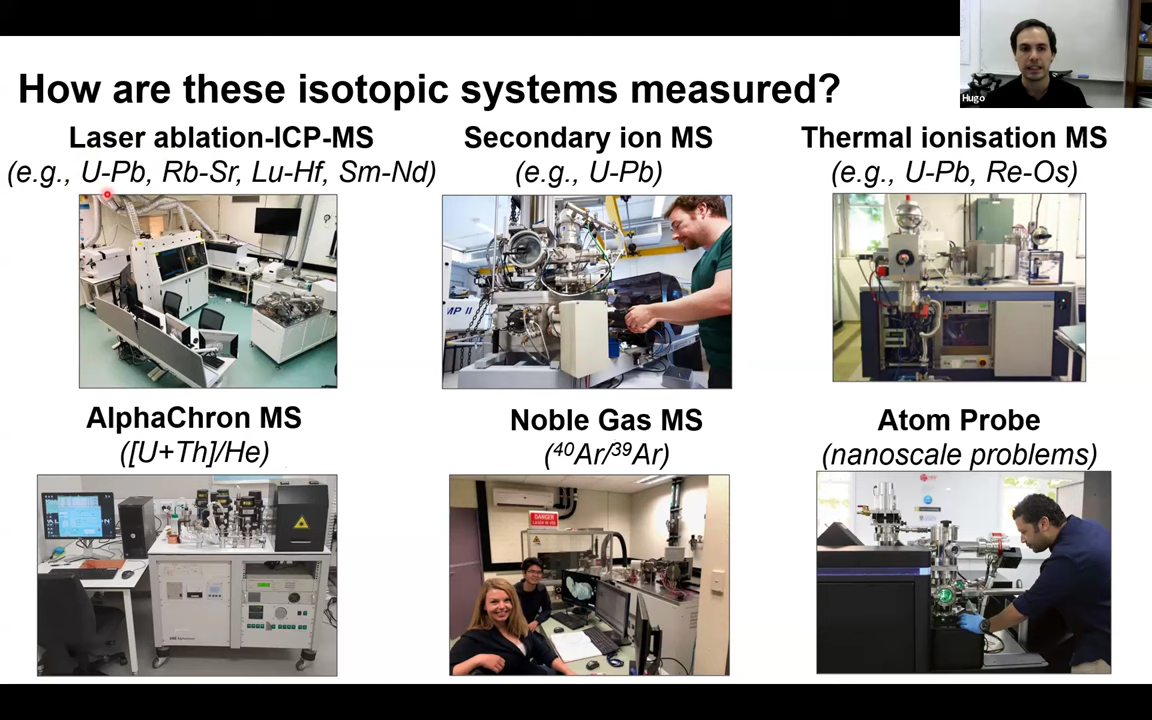 How are these isotopic systems measured?
Hugo
Laser ablation-ICP-MS
(e.g., U-Pb, Rb-Sr, Lu-Hf, Sm-Nd)
Secondary ion MS
(e.g., U-Pb)
Thermal ionisation MS
(e.g., U-Pb, Re-Os)
MP II
AlphaChron MS
([U+Th]/He)
Noble Gas MS
(⁴⁰Ar/³⁹Ar)
Atom Probe
(nanoscale problems)
DANGER